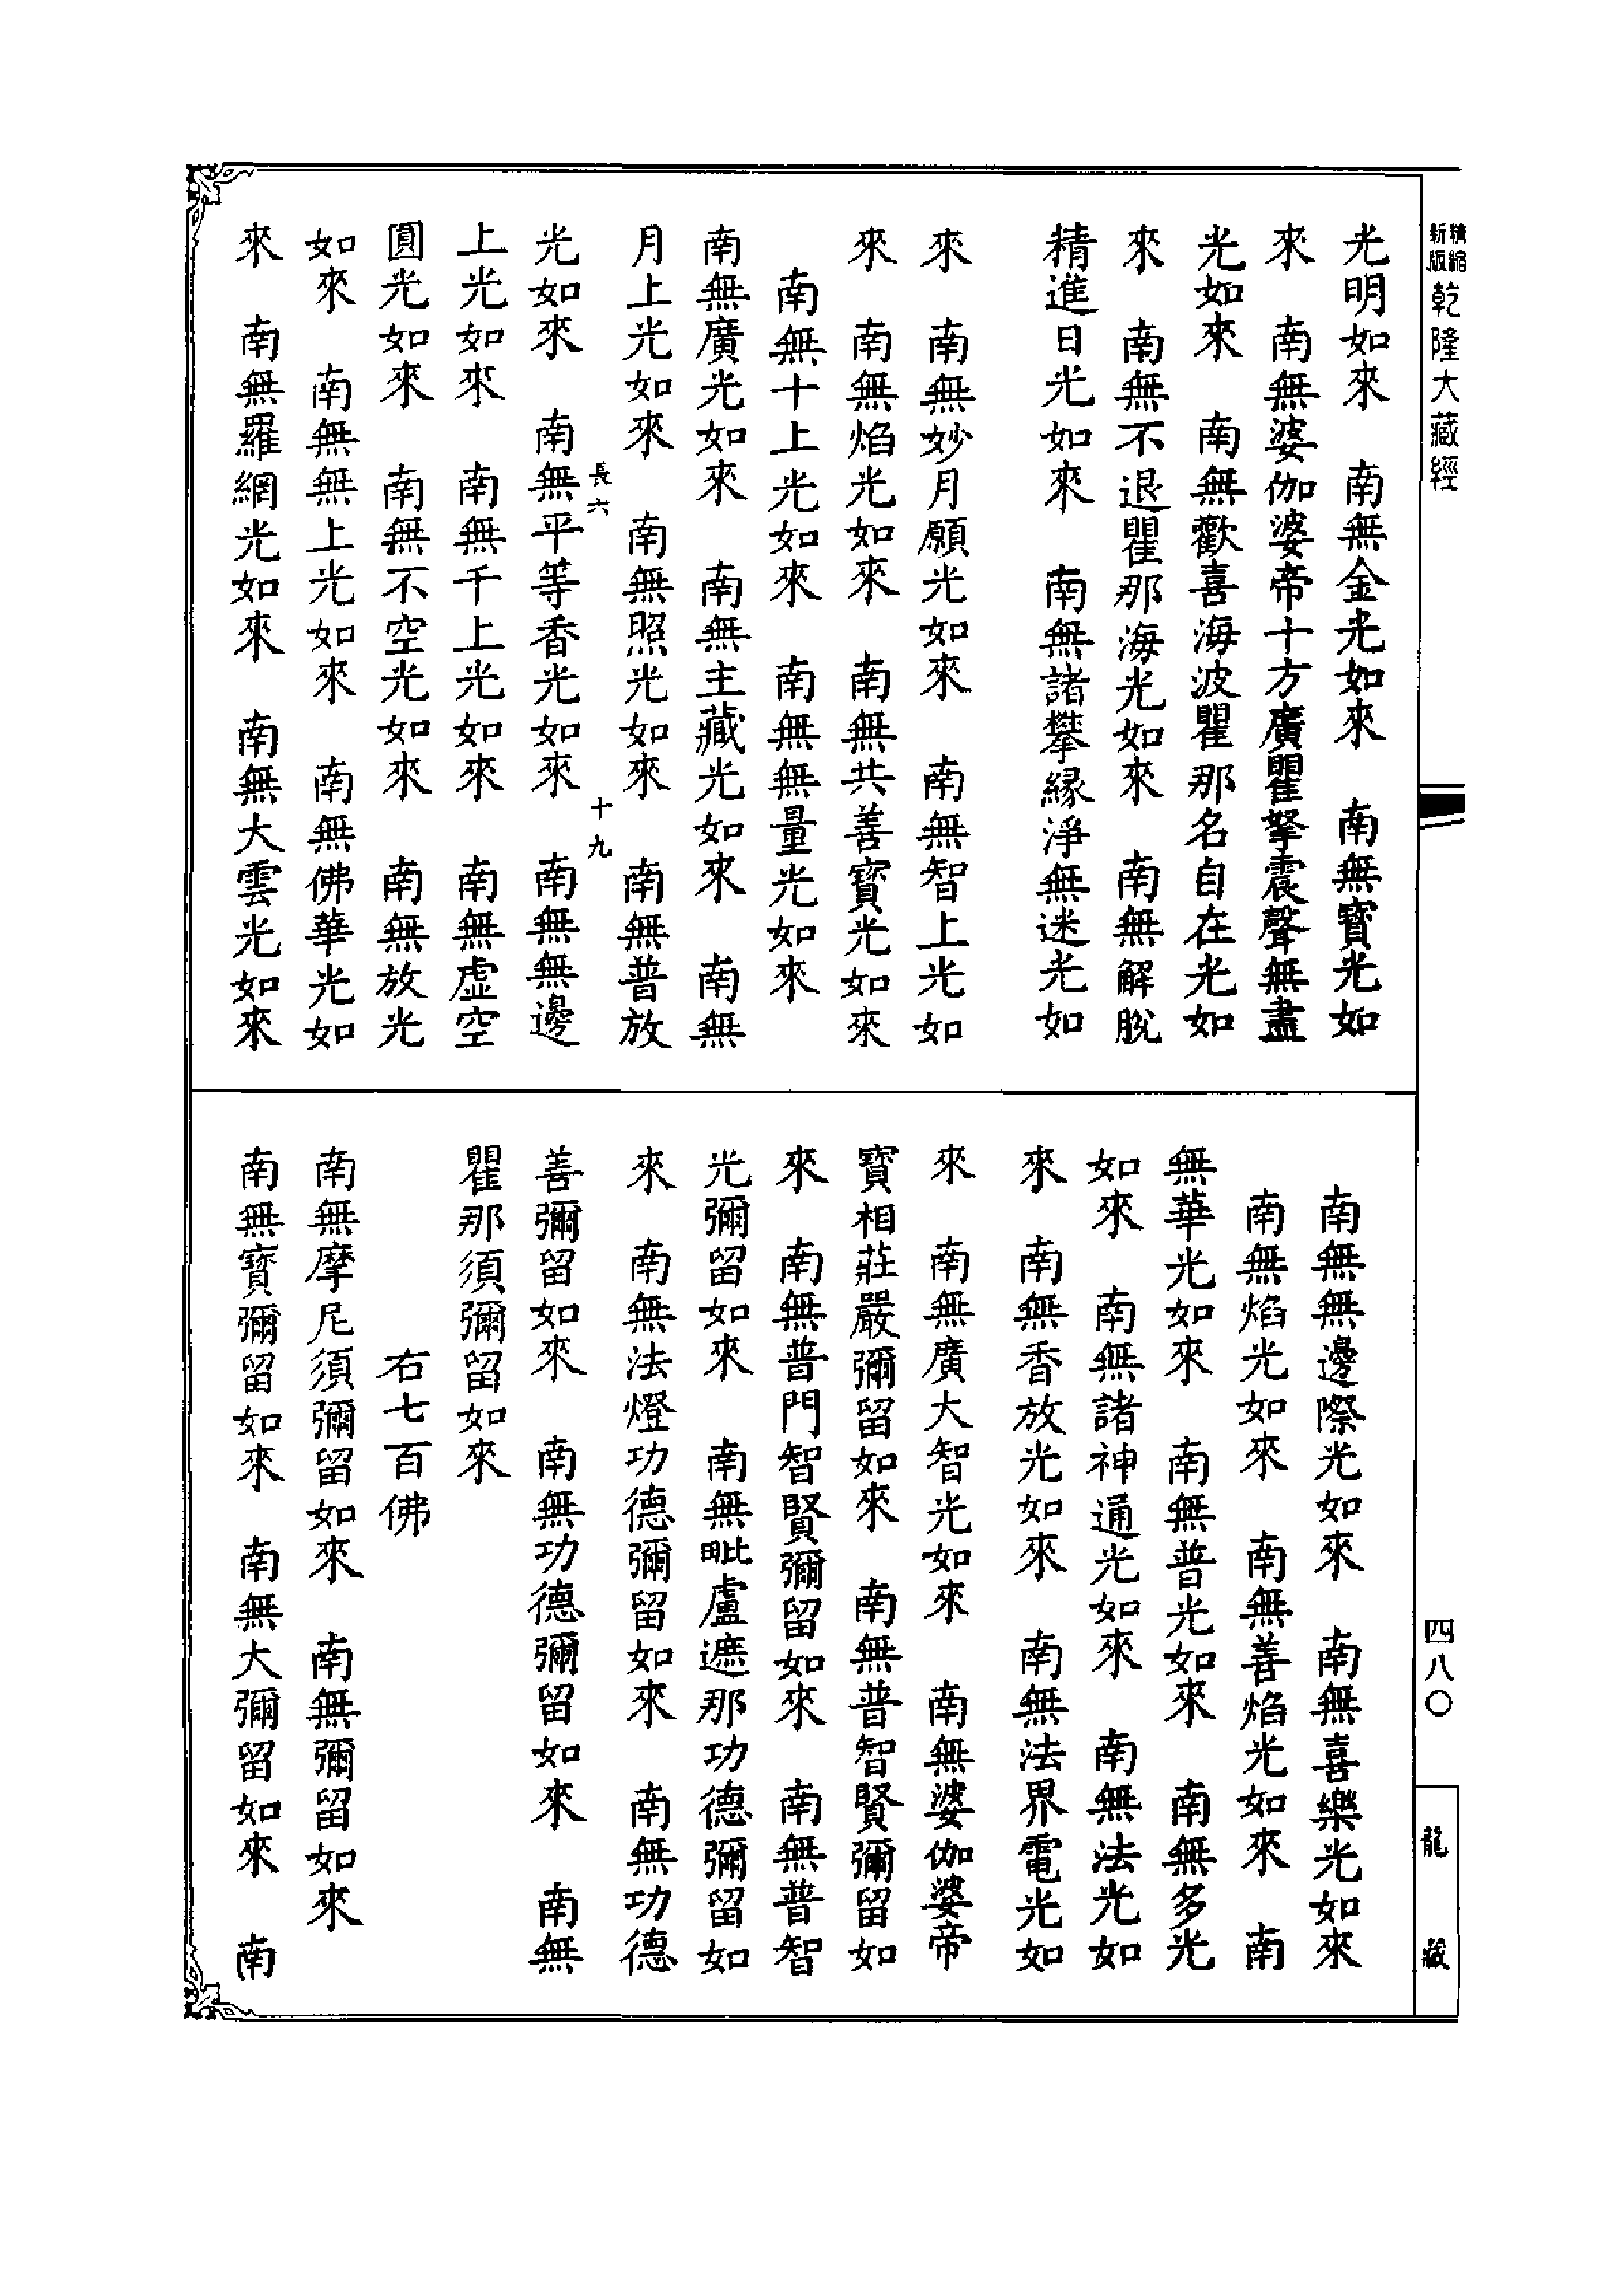 精縮新版乾隆大藏經
四八〇
龍藏
光明如來　南無金光如來　南無寶光如
來　南無婆伽婆帝十方廣瞿拏震聲無盡
光如來　南無歡喜海波瞿那名自在光如
來　南無不退瞿那海光如來　南無解脫
精進日光如來　南無諸攀緣淨無迷光如
來　南無妙月願光如來　南無智上光如
來　南無焰光如來　南無共善寶光如來
南無十上光如來　南無無量光如來
南無廣光如來　南無主藏光如來　南無
月上光如來　南無照光如來　南無普放
長六　十九
光如來　南無平等香光如來　南無無邊
上光如來　南無千上光如來　南無虛空
圓光如來　南無不空光如來　南無放光
如來　南無無上光如來　南無佛華光如
來　南無羅網光如來　南無大雲光如來
南無無邊際光如來　南無喜樂光如來
南無焰光如來　南無善焰光如來　南
無華光如來　南無普光如來　南無多光
如來　南無諸神通光如來　南無法光如
來　南無香放光如來　南無法界電光如
來　南無廣大智光如來　南無婆伽婆帝
寶相莊嚴彌留如來　南無普智賢彌留如
來　南無普門智賢彌留如來　南無普智
光彌留如來　南無毗盧遮那功德彌留如
來　南無法燈功德彌留如來　南無功德
善彌留如來　南無功德彌留如來　南無
瞿那須彌留如來
右七百佛
南無摩尼須彌留如來　南無彌留如來
南無寶彌留如來　南無大彌留如來　南